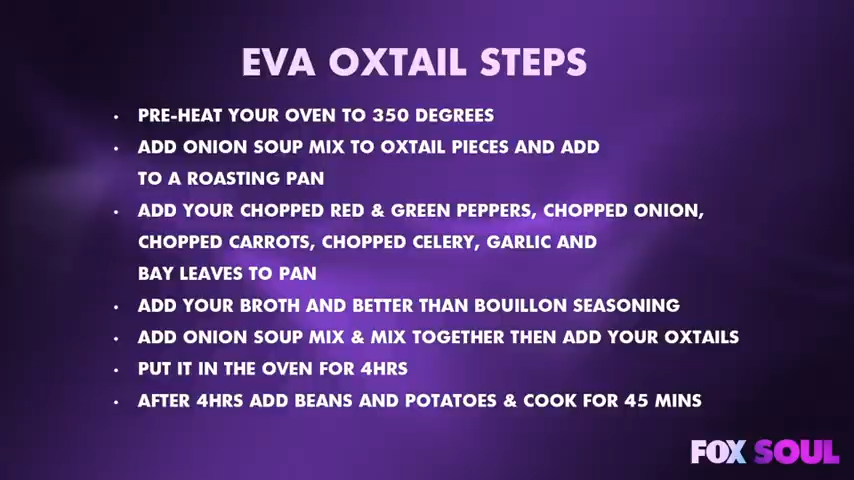 EVA OXTAIL STEPS
• PRE-HEAT YOUR OVEN TO 350 DEGREES
• ADD ONION SOUP MIX TO OXTAIL PIECES AND ADD
TO A ROASTING PAN
• ADD YOUR CHOPPED RED & GREEN PEPPERS, CHOPPED ONION,
CHOPPED CARROTS, CHOPPED CELERY, GARLIC AND
BAY LEAVES TO PAN
• ADD YOUR BROTH AND BETTER THAN BOUILLON SEASONING
• ADD ONION SOUP MIX & MIX TOGETHER THEN ADD YOUR OXTAILS
• PUT IT IN THE OVEN FOR 4HRS
• AFTER 4HRS ADD BEANS AND POTATOES & COOK FOR 45 MINS
FOX SOUL